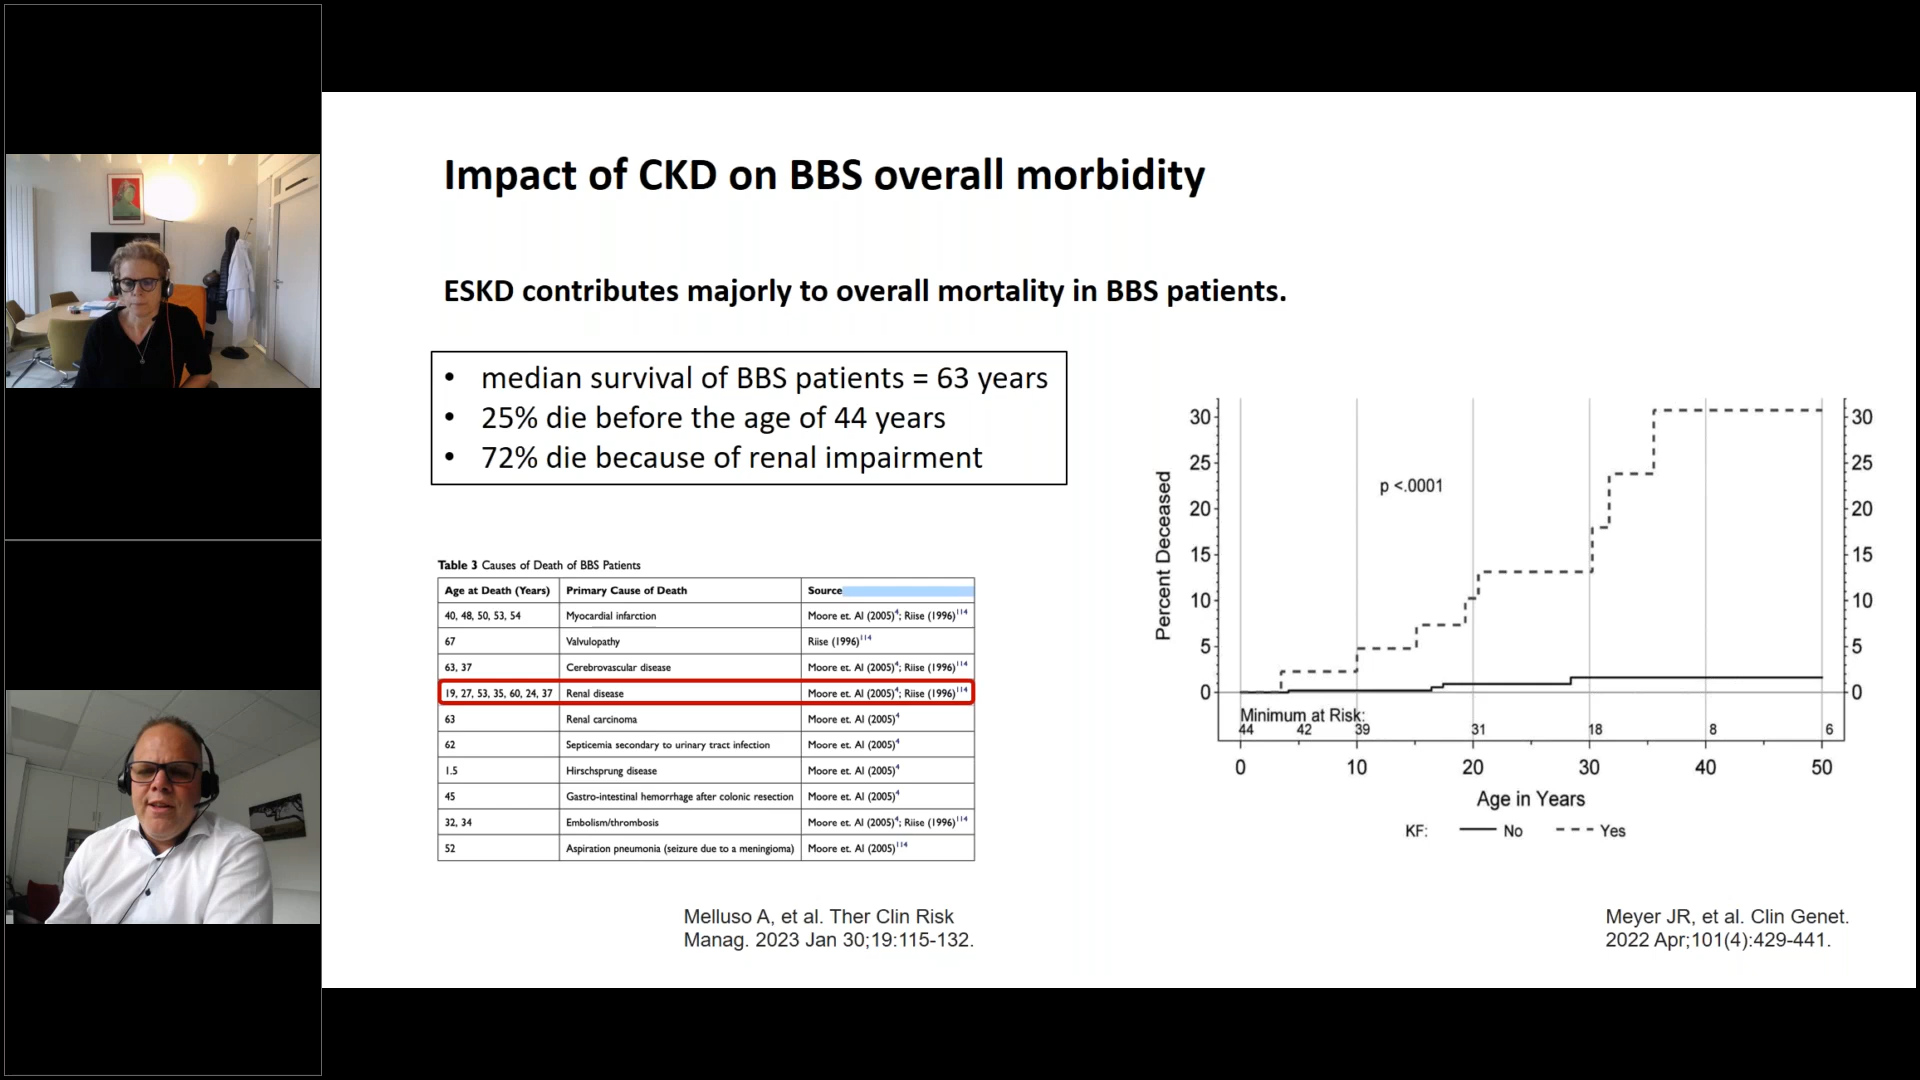 Impact of CKD on BBS overall morbidity
ESKD contributes majorly to overall mortality in BBS patients.
• median survival of BBS patients = 63 years
• 25% die before the age of 44 years
• 72% die because of renal impairment
Table 3 Causes of Death of BBS Patients
Age at Death (Years) Primary Cause of Death Source
40, 48, 50, 53, 54 Myocardial infarction Moore et. Al (2005)4; Riise (1996)114
67 Valvulopathy Riise (1996)114
63, 37 Cerebrovascular disease Moore et. Al (2005)4; Riise (1996)114
19, 27, 53, 35, 60, 24, 37 Renal disease Moore et. Al (2005)4; Riise (1996)114
63 Renal carcinoma Moore et. Al (2005)4
62 Septicemia secondary to urinary tract infection Moore et. Al (2005)4
1.5 Hirschsprung disease Moore et. Al (2005)4
45 Gastro-intestinal hemorrhage after colonic resection Moore et. Al (2005)4
32, 34 Embolism/thrombosis Moore et. Al (2005)4; Riise (1996)114
52 Aspiration pneumonia (seizure due to a meningioma) Moore et. Al (2005)114
Melluso A, et al. Ther Clin Risk
Manag. 2023 Jan 30;19:115-132.
Percent Deceased
30 30
25 25
p <.0001
20 20
15 15
10 10
5 5
0 0
Minimum at Risk:
44 42 39 31 18 8 6
0 10 20 30 40 50
Age in Years
KF: No Yes
Meyer JR, et al. Clin Genet.
2022 Apr;101(4):429-441.